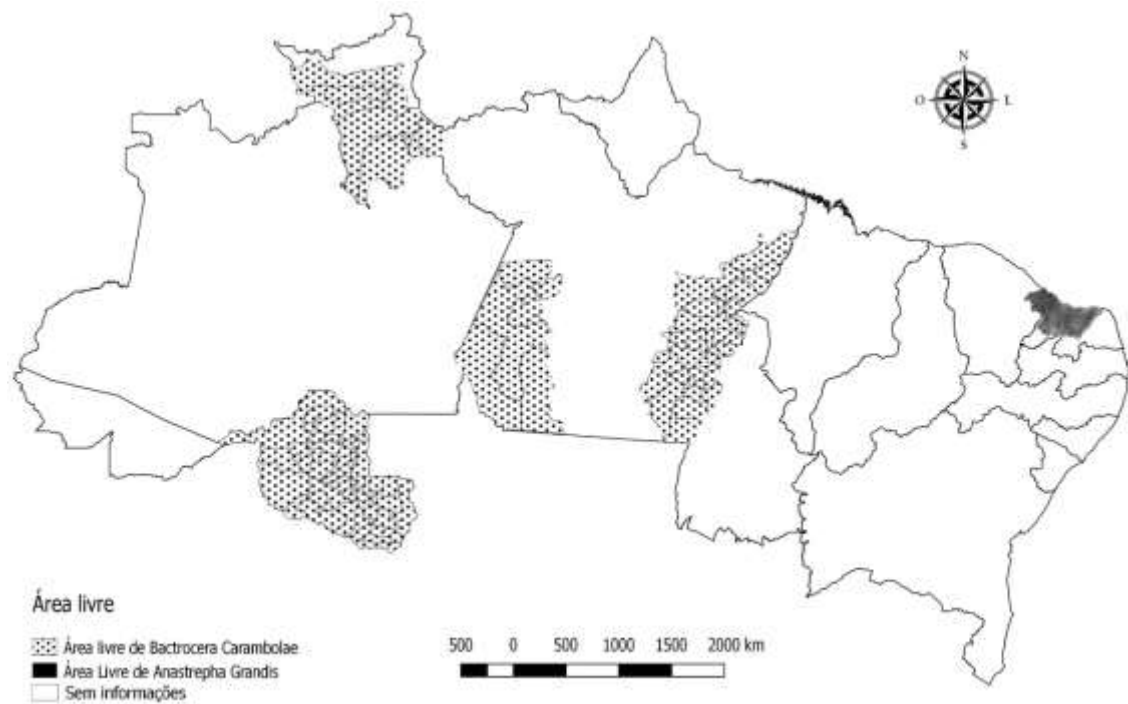 N
O L
S
Área livre
Área livre de Bactrocera Carambolae
Área Livre de Anastrepha Grandis
Sem informações
500 0 500 1000 1500 2000 km